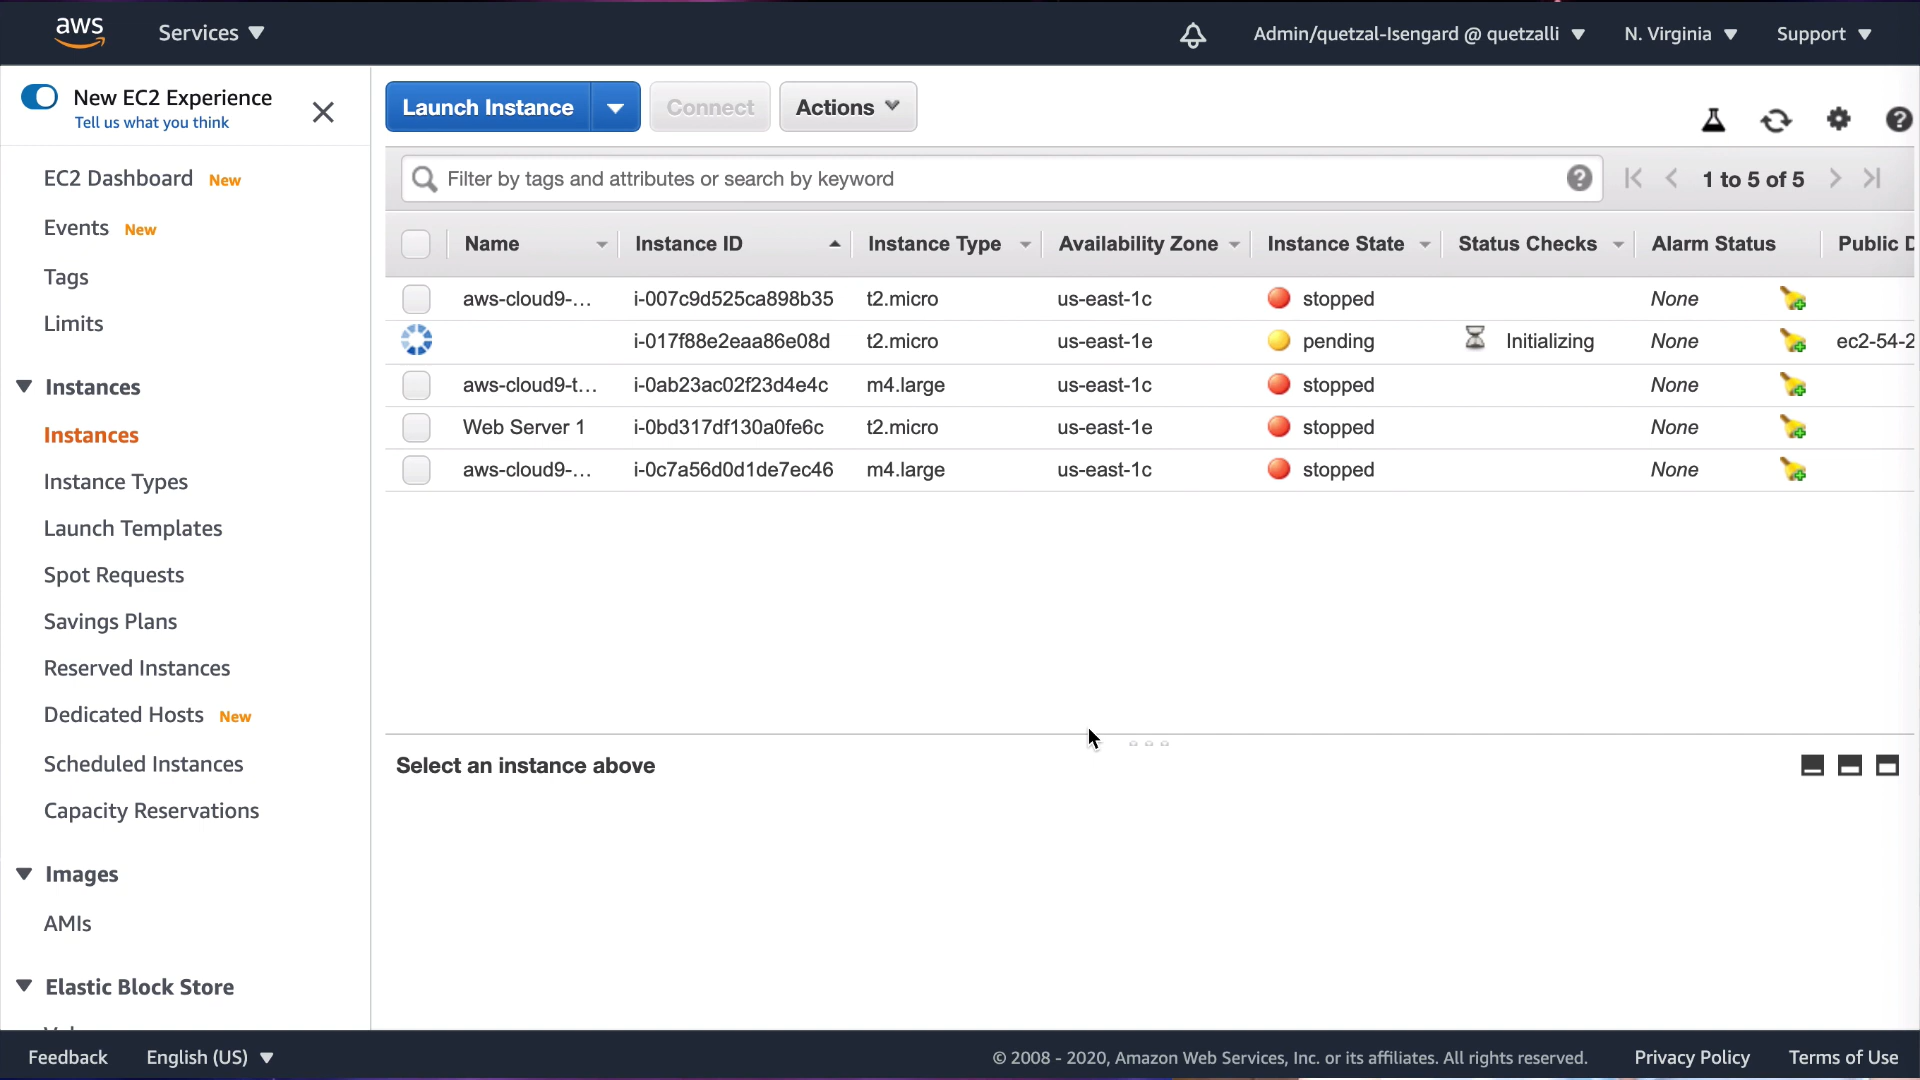 aws
Services
Admin/quetzal-Isengard @ quetzalli
N. Virginia
Support
New EC2 Experience
Tell us what you think
EC2 Dashboard New
Events New
Tags
Limits
Instances
Instances
Instance Types
Launch Templates
Spot Requests
Savings Plans
Reserved Instances
Dedicated Hosts New
Scheduled Instances
Capacity Reservations
Images
AMIs
Elastic Block Store
Launch Instance
Connect
Actions
Filter by tags and attributes or search by keyword
1 to 5 of 5
Name Instance ID Instance Type Availability Zone Instance State Status Checks Alarm Status Public D
aws-cloud9-... i-007c9d525ca898b35 t2.micro us-east-1c stopped None
i-017f88e2eaa86e08d t2.micro us-east-1e pending Initializing None ec2-54-2
aws-cloud9-t... i-0ab23ac02f23d4e4c m4.large us-east-1c stopped None
Web Server 1 i-0bd317df130a0fe6c t2.micro us-east-1e stopped None
aws-cloud9-... i-0c7a56d0d1de7ec46 m4.large us-east-1c stopped None
Select an instance above
Feedback
English (US)
© 2008 - 2020, Amazon Web Services, Inc. or its affiliates. All rights reserved.
Privacy Policy
Terms of Use